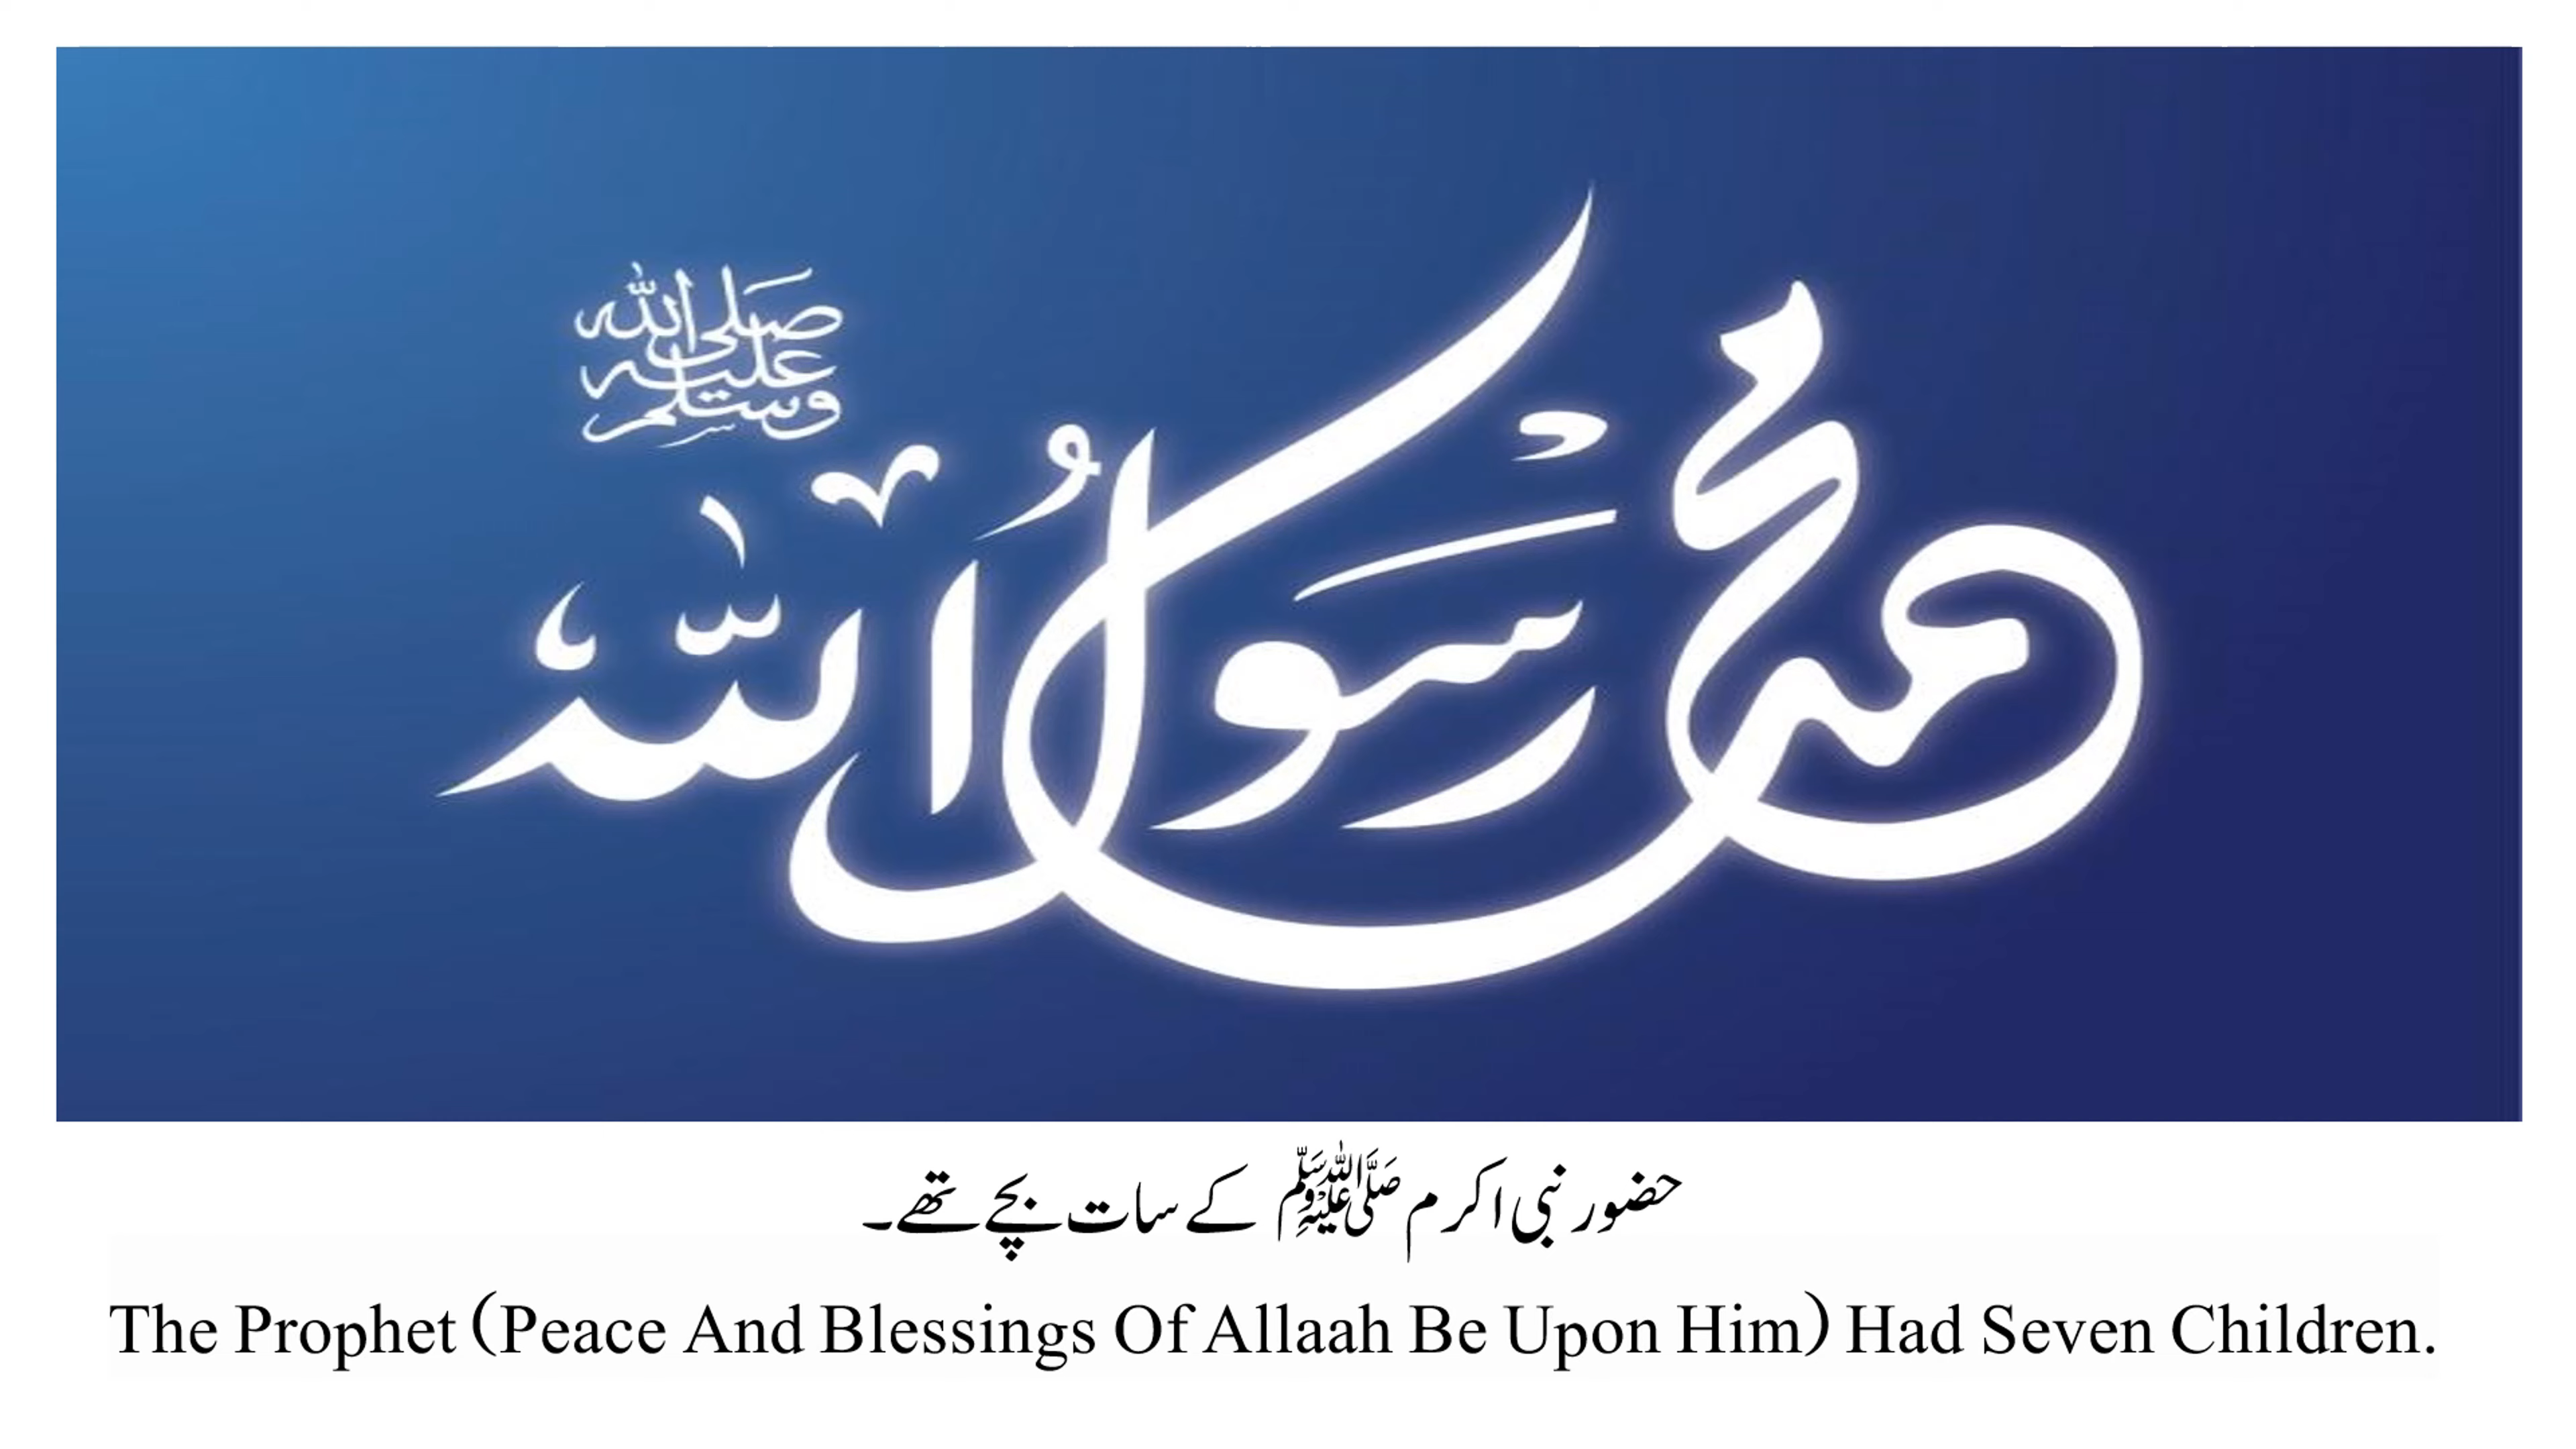 صلى الله
عليه
وسلم
محمد رسول الله
حضور نبی اکرم ﷺ کے سات بچے تھے۔
The Prophet (Peace And Blessings Of Allaah Be Upon Him) Had Seven Children.